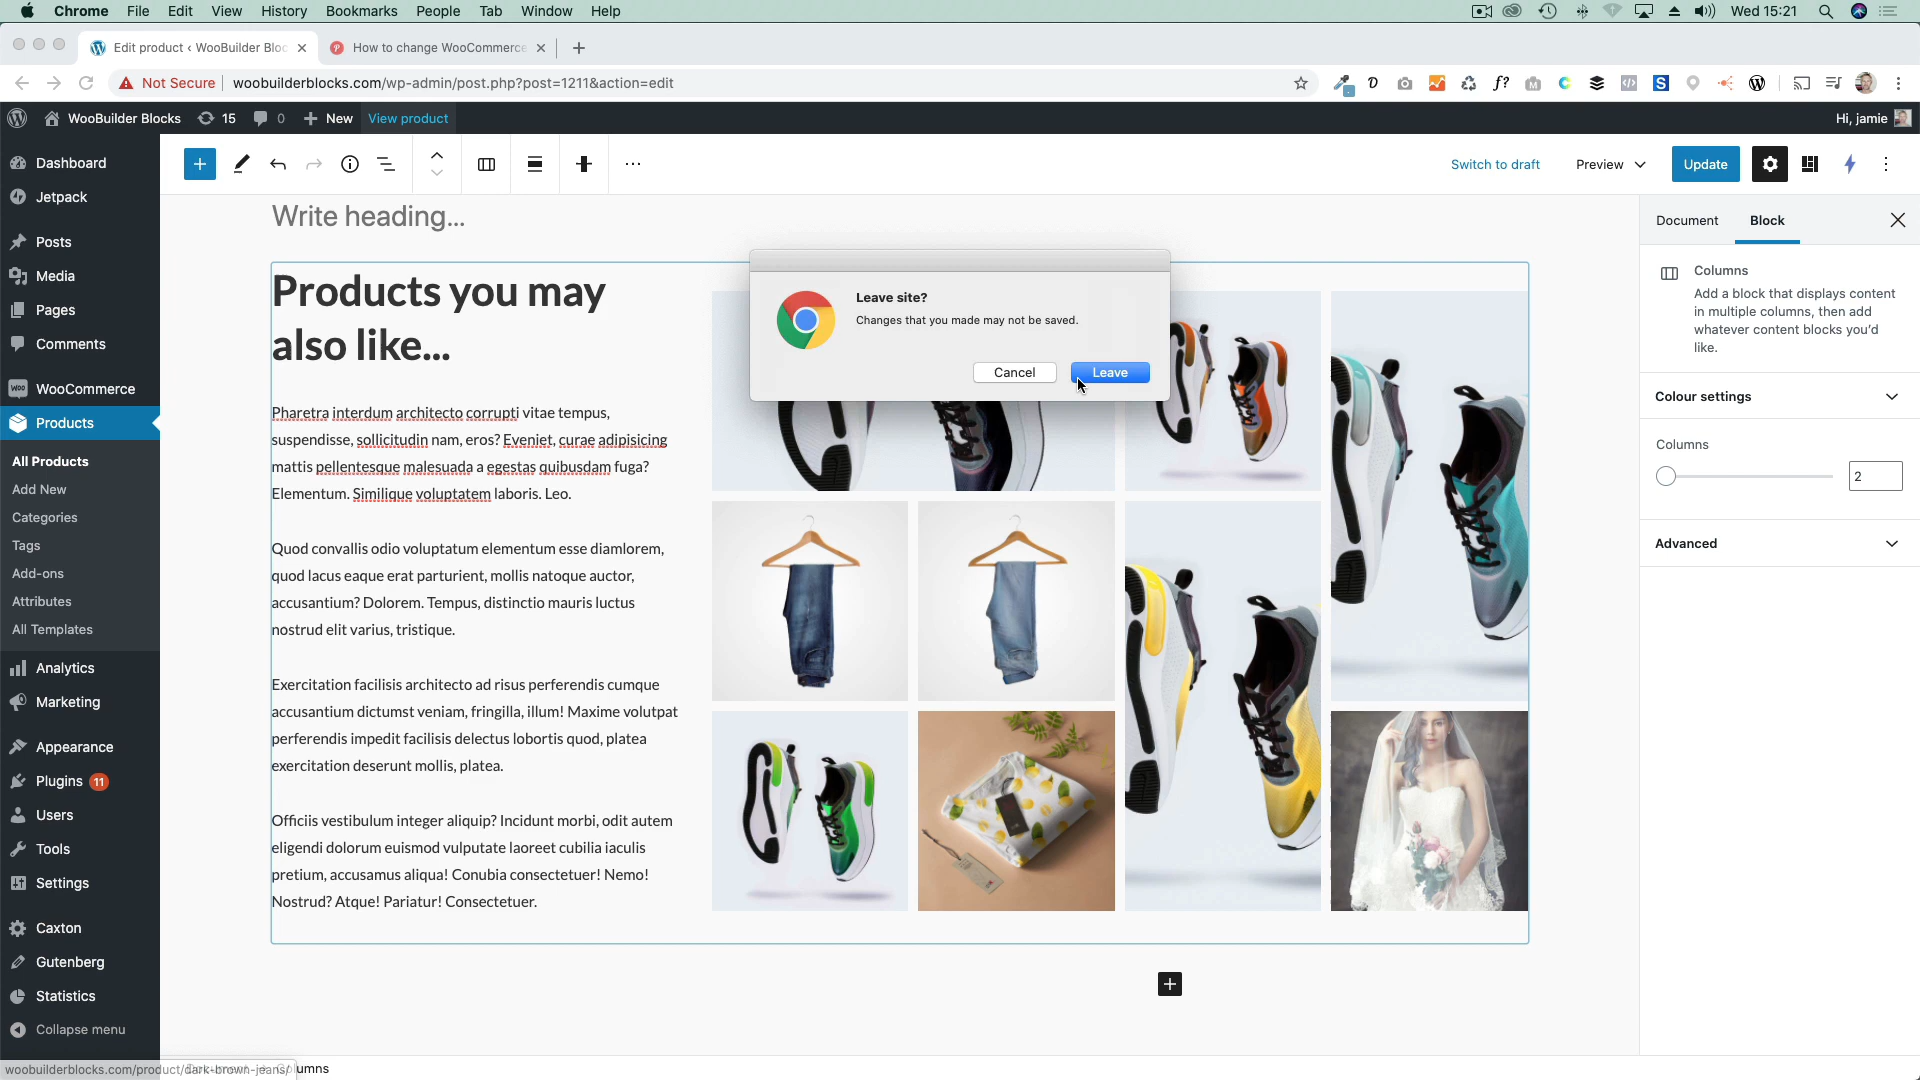 Chrome File Edit View History Bookmarks People Tab Window Help Wed 15:21
Edit product ‹ WooBuilder Bloc How to change WooCommerce
Not Secure woobuilderblocks.com/wp-admin/post.php?post=1211&action=edit
WooBuilder Blocks 15 0 New View product Hi, jamie
Dashboard
Jetpack
Posts
Media
Pages
Comments
WooCommerce
Products
All Products
Add New
Categories
Tags
Add-ons
Attributes
All Templates
Analytics
Marketing
Appearance
Plugins 11
Users
Tools
Settings
Caxton
Gutenberg
Statistics
Collapse menu
Switch to draft Preview Update
Write heading...
Products you may
also like...
Pharetra interdum architecto corrupti vitae tempus,
suspendisse, sollicitudin nam, eros? Eveniet, curae adipisicing
mattis pellentesque malesuada a egestas quibusdam fuga?
Elementum. Similique voluptatem laboris. Leo.
Quod convallis odio voluptatum elementum esse diamlorem,
quod lacus eaque erat parturient, mollis natoque auctor,
accusantium? Dolorem. Tempus, distinctio mauris luctus
nostrud elit varius, tristique.
Exercitation facilisis architecto ad risus perferendis cumque
accusantium dictumst veniam, fringilla, illum! Maxime volutpat
perferendis impedit facilisis delectus lobortis quod, platea
exercitation deserunt mollis, platea.
Officiis vestibulum integer aliquip? Incidunt morbi, odit autem
eligendi dolorum euismod vulputate laoreet cubilia iaculis
pretium, accusamus aliqua! Conubia consectetuer! Nemo!
Nostrud? Atque! Pariatur! Consectetuer.
Leave site?
Changes that you made may not be saved.
Cancel Leave
Document Block
Columns
Add a block that displays content
in multiple columns, then add
whatever content blocks you'd
like.
Colour settings
Columns
2
Advanced
woobuilderblocks.com/product/dark-brown-jeans/ umns